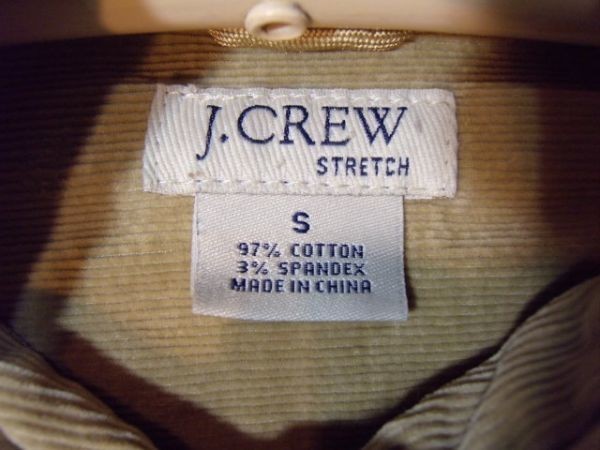 J.CREW
STRETCH
S
97% COTTON
3% SPANDEX
MADE IN CHINA